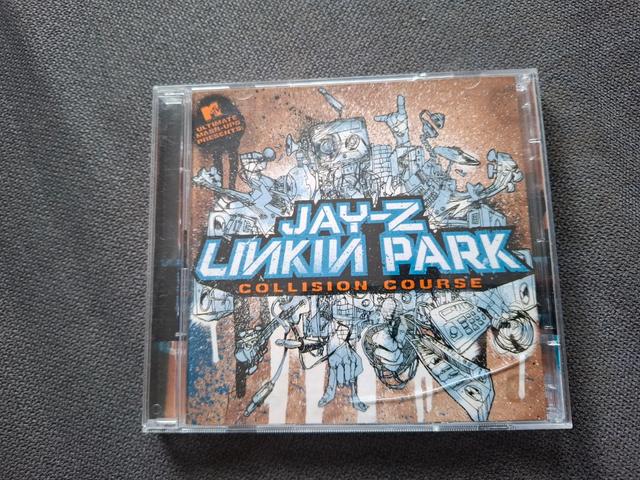 MTV
ULTIMATE
MASH-UPS
PRESENTS:
JAY-Z
LINKIN PARK
COLLISION COURSE